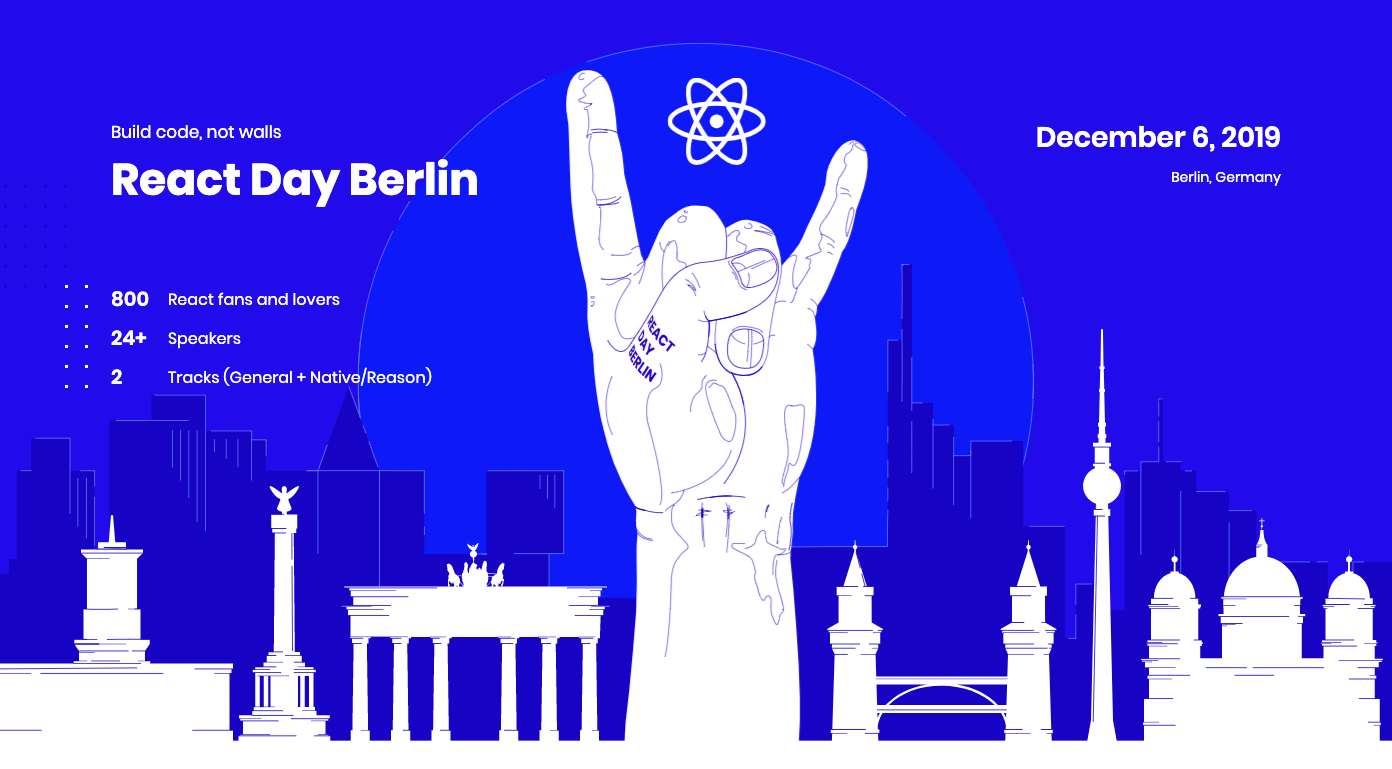 Build code, not walls
React Day Berlin
December 6, 2019
Berlin, Germany
800 React fans and lovers
24+ Speakers
2 Tracks (General + Native/Reason)
REACT
DAY
BERLIN